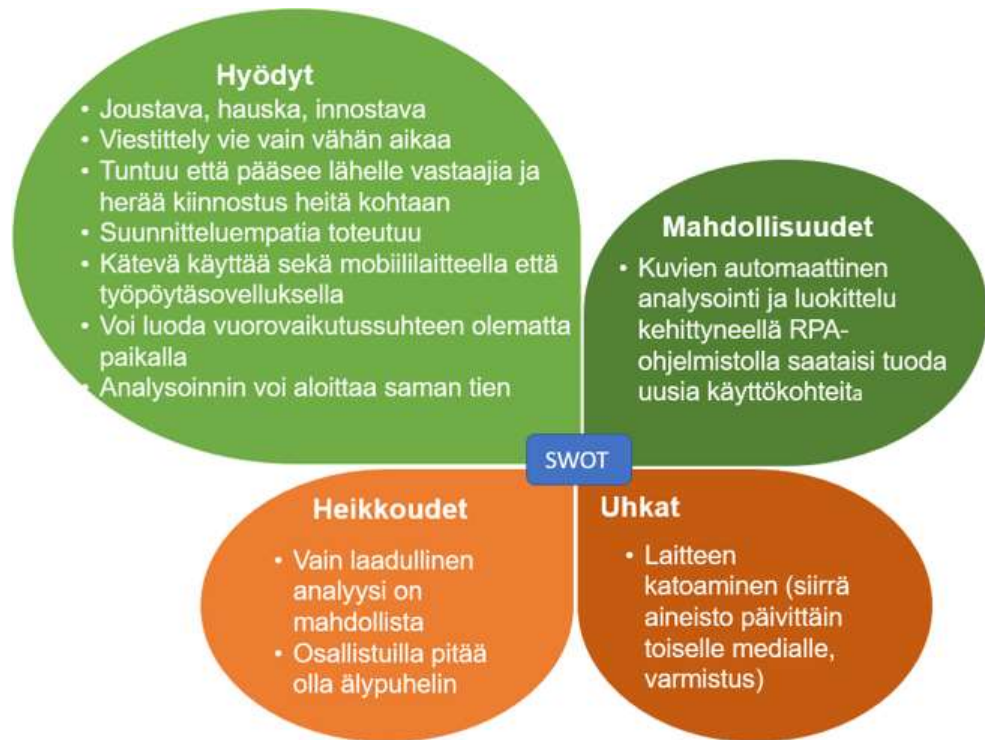 Hyödyt
• Joustava, hauska, innostava
• Viestittely vie vain vähän aikaa
• Tuntuu että pääsee lähelle vastaajia ja
herää kiinnostus heitä kohtaan
• Suunnitteluempatia toteutuu
• Kätevä käyttää sekä mobiililaitteella että
työpöytäsovelluksella
• Voi luoda vuorovaikutussuhteen olematta
paikalla
• Analysoinnin voi aloittaa saman tien
Mahdollisuudet
• Kuvien automaattinen
analysointi ja luokittelu
kehittyneellä RPA-
ohjelmistolla saataisi tuoda
uusia käyttökohteita
SWOT
Heikkoudet
• Vain laadullinen
analyysi on
mahdollista
• Osallistuilla pitää
olla älypuhelin
Uhkat
• Laitteen
katoaminen (siirrä
aineisto päivittäin
toiselle medialle,
varmistus)